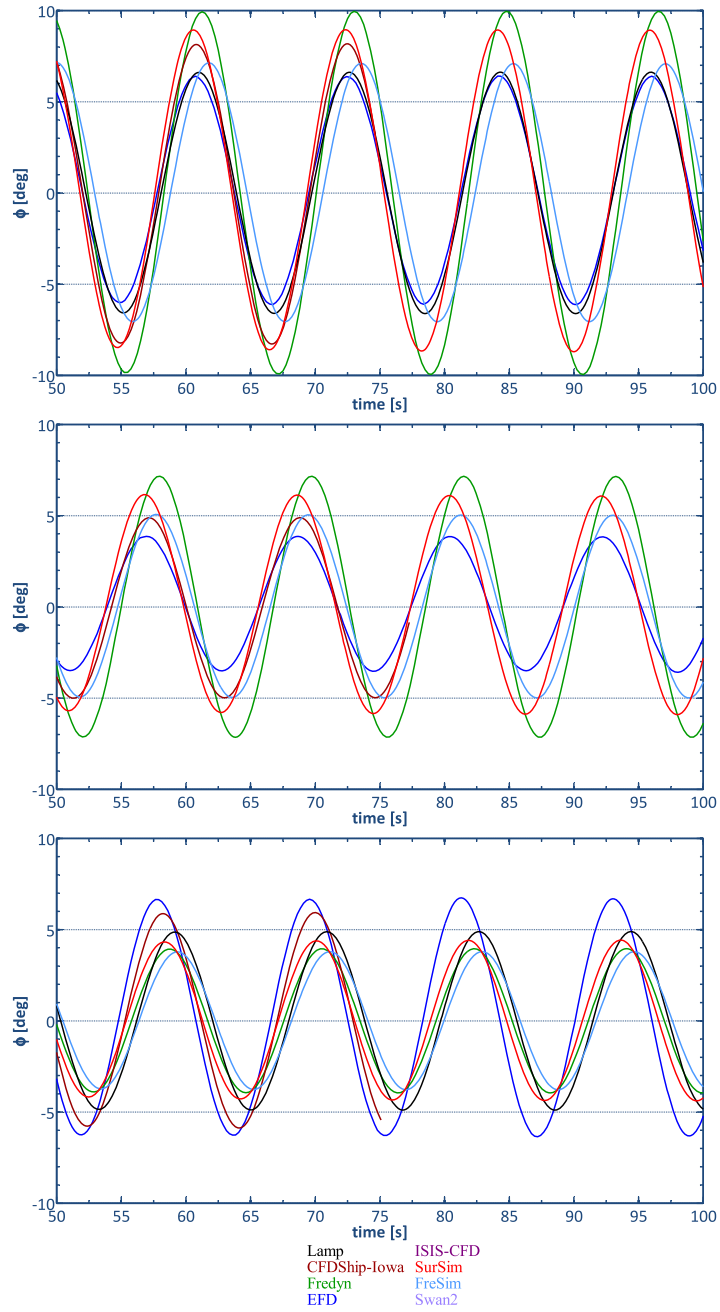 10
5
0
-5
-10
ϕ [deg]
50 55 60 65 70 75 80 85 90 95 100
time [s]
10
5
0
-5
-10
ϕ [deg]
50 55 60 65 70 75 80 85 90 95 100
time [s]
10
5
0
-5
-10
ϕ [deg]
50 55 60 65 70 75 80 85 90 95 100
time [s]
Lamp ISIS-CFD
CFDShip-Iowa SurSim
Fredyn FreSim
EFD Swan2